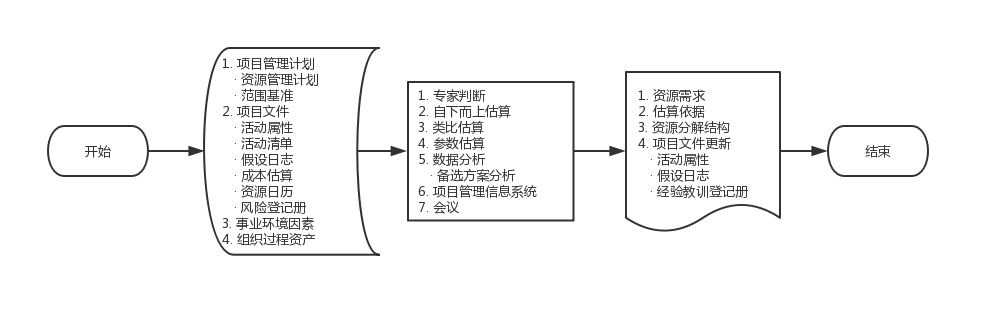 开始
1. 项目管理计划
· 资源管理计划
· 范围基准
2. 项目文件
· 活动属性
· 活动清单
· 假设日志
· 成本估算
· 资源日历
· 风险登记册
3. 事业环境因素
4. 组织过程资产
1. 专家判断
2. 自下而上估算
3. 类比估算
4. 参数估算
5. 数据分析
· 备选方案分析
6. 项目管理信息系统
7. 会议
1. 资源需求
2. 估算依据
3. 资源分解结构
4. 项目文件更新
· 活动属性
· 假设日志
· 经验教训登记册
结束